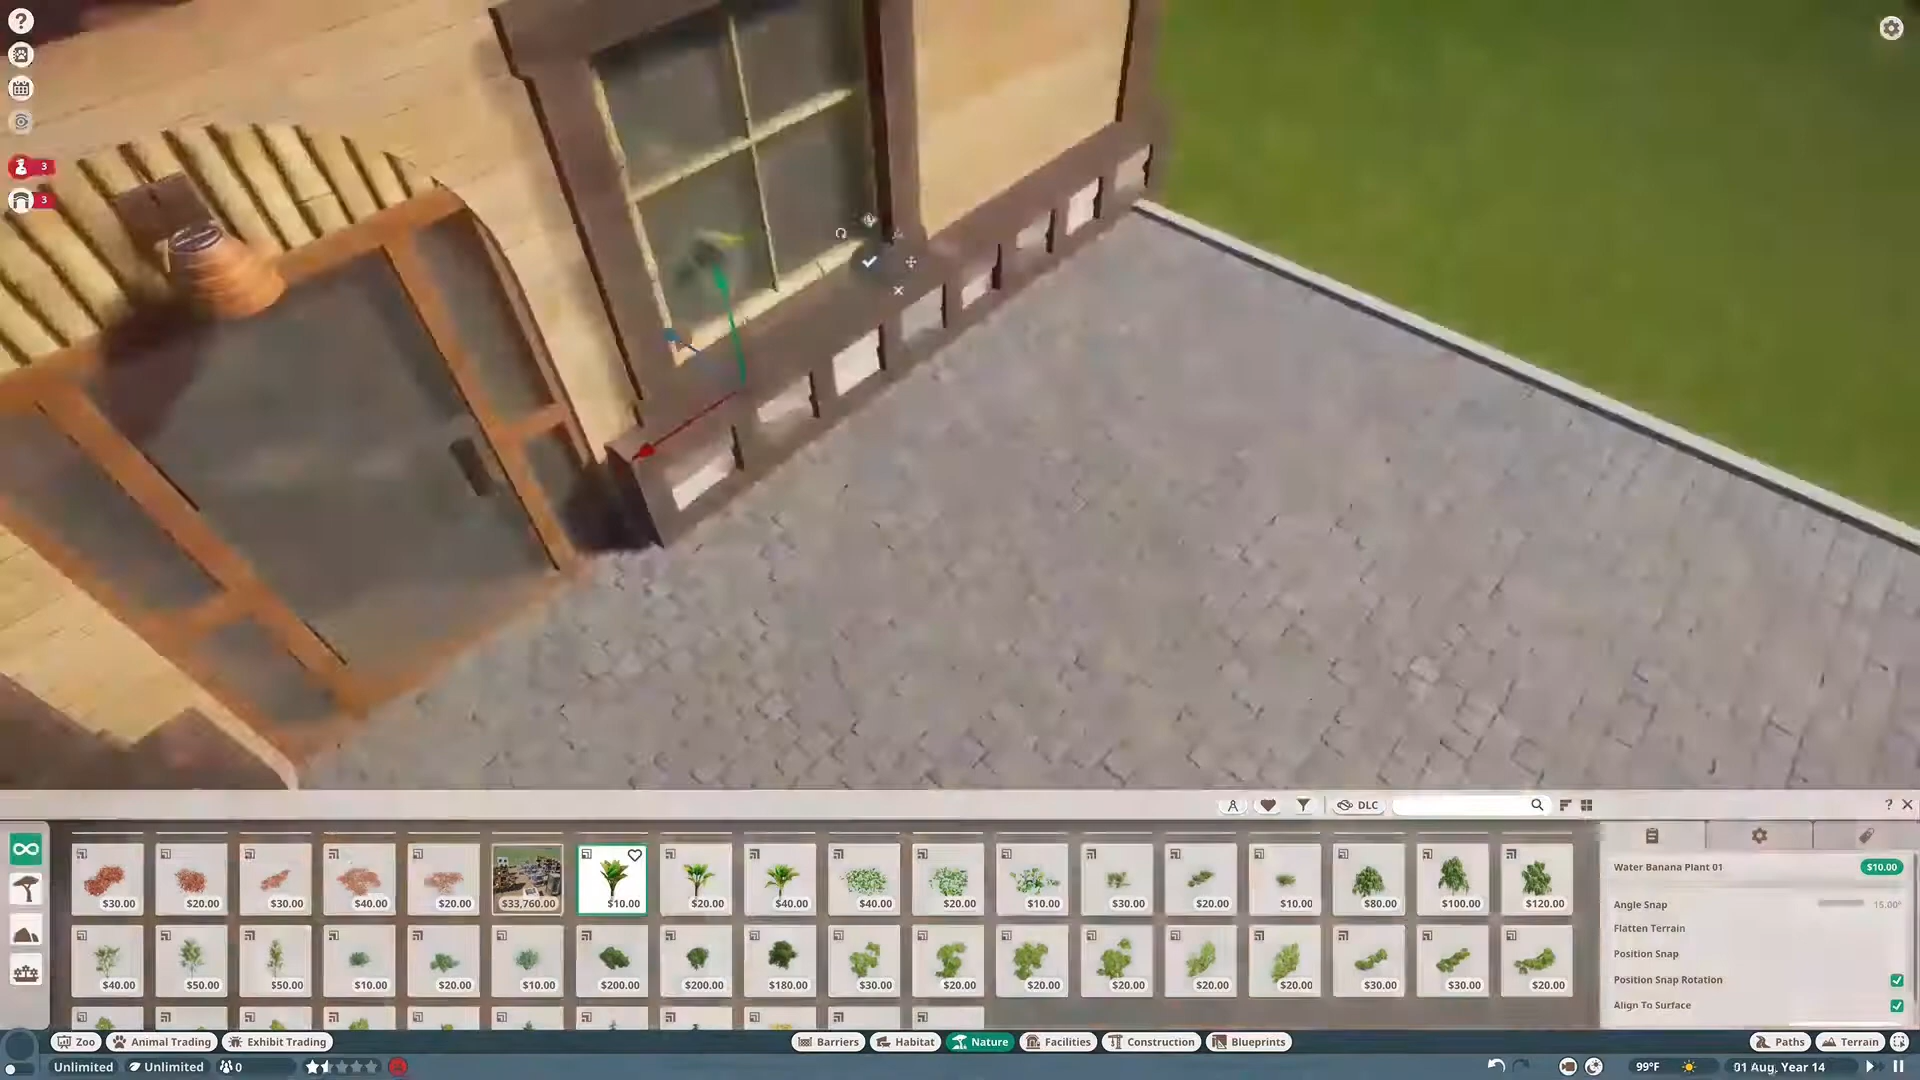 ?
3
3
DLC
?
$30.00 $20.00 $30.00 $40.00 $20.00 $33,760.00 $10.00 $20.00 $40.00 $40.00 $20.00 $10.00 $30.00 $20.00 $10.00 $80.00 $100.00 $120.00
$40.00 $50.00 $50.00 $10.00 $20.00 $10.00 $200.00 $200.00 $180.00 $30.00 $20.00 $20.00 $20.00 $20.00 $20.00 $30.00 $30.00 $20.00
Water Banana Plant 01 $10.00
Angle Snap 15.00°
Flatten Terrain
Position Snap
Position Snap Rotation
Align To Surface
Zoo Animal Trading Exhibit Trading Barriers Habitat Nature Facilities Construction Blueprints Paths Terrain
Unlimited Unlimited 0 99°F 01 Aug, Year 14